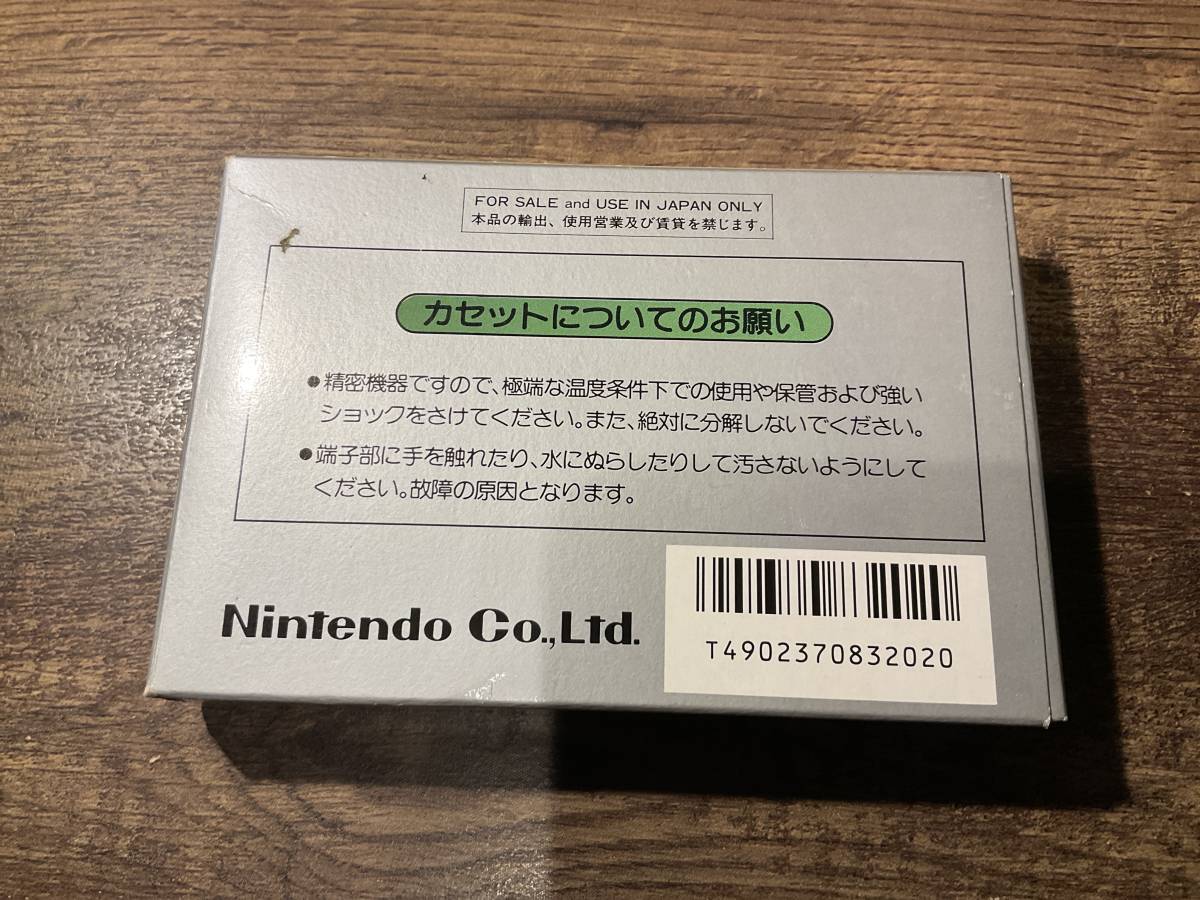 FOR SALE and USE IN JAPAN ONLY
本品の輸出、使用営業及び賃貸を禁じます。
カセットについてのお願い
●精密機器ですので、極端な温度条件下での使用や保管および強い
ショックをさけてください。また、絶対に分解しないでください。
●端子部に手を触れたり、水にぬらしたりして汚さないようにして
ください。故障の原因となります。
Nintendo Co.,Ltd.
T4902370832020